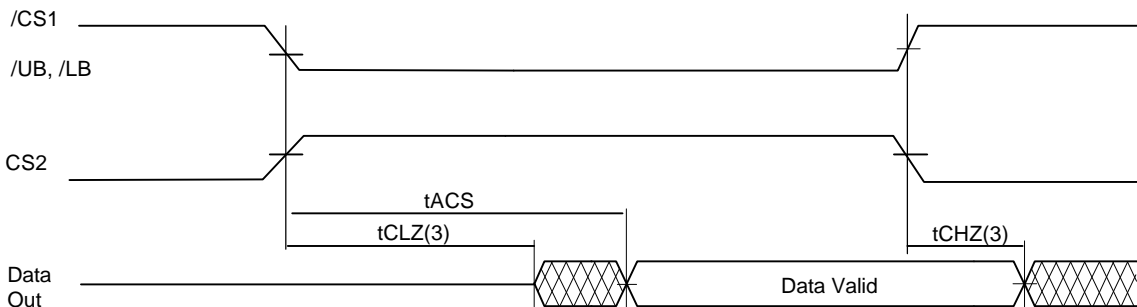 /CS1
/UB, /LB
CS2
tACS
tCLZ(3)
tCHZ(3)
Data
Out
Data Valid